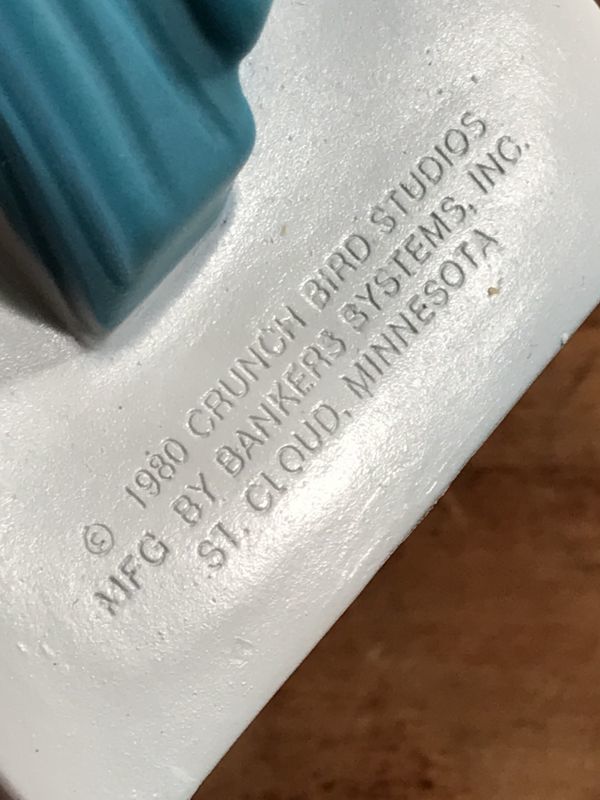 © 1980 CRUNCH BIRD STUDIOS
MFG BY BANKERS SYSTEMS, INC.
ST. CLOUD, MINNESOTA